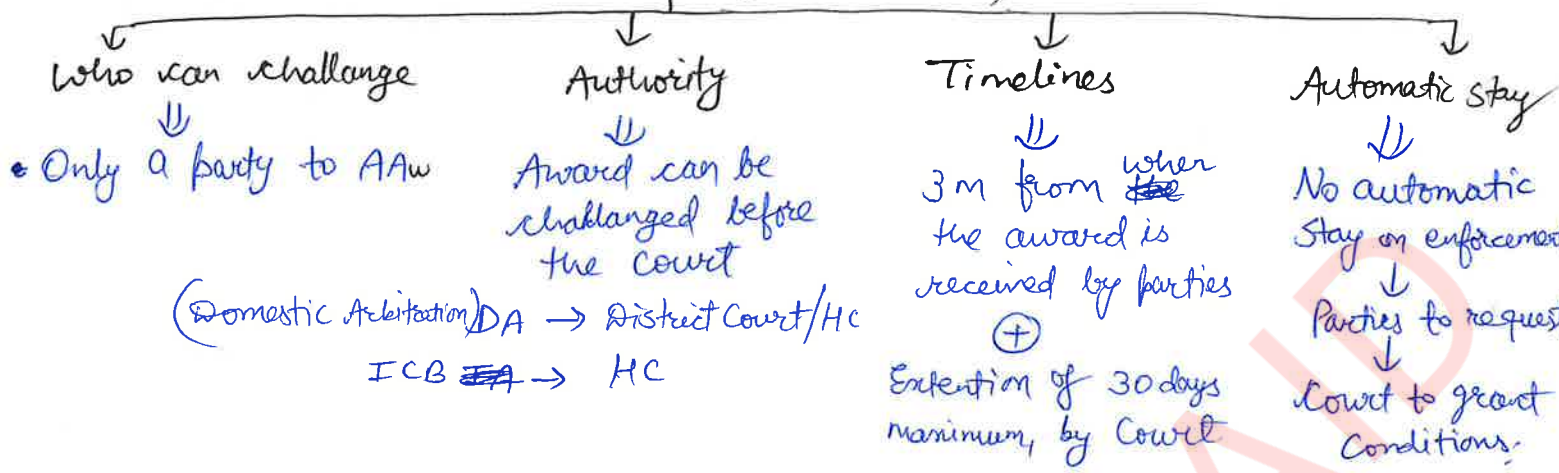 Who can challange
⇓
• Only a party to AAw
Authority
⇓
Award can be
challanged before
the court
(Domestic Arbitration) DA → District Court/HC
ICB → HC
Timelines
⇓
3 m from when
the award is
received by parties
+
Extention of 30 days
maximum, by Court
Automatic stay
⇓
No automatic
Stay on enforcemen
↓
Parties to reques
↓
Court to grant
Conditions.